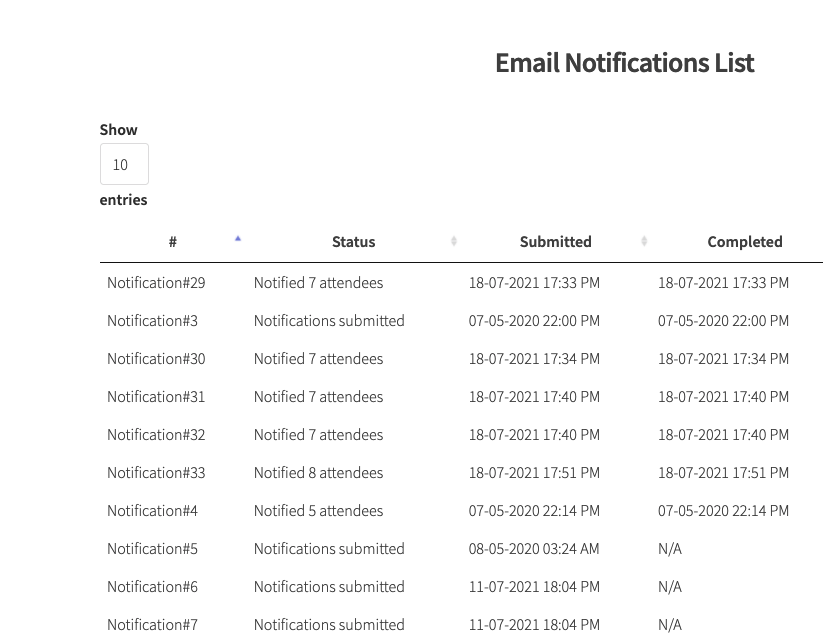 Email Notifications List
Show
10
entries
# Status Submitted Completed
Notification#29 Notified 7 attendees 18-07-2021 17:33 PM 18-07-2021 17:33 PM
Notification#3 Notifications submitted 07-05-2020 22:00 PM 07-05-2020 22:00 PM
Notification#30 Notified 7 attendees 18-07-2021 17:34 PM 18-07-2021 17:34 PM
Notification#31 Notified 7 attendees 18-07-2021 17:40 PM 18-07-2021 17:40 PM
Notification#32 Notified 7 attendees 18-07-2021 17:40 PM 18-07-2021 17:40 PM
Notification#33 Notified 8 attendees 18-07-2021 17:51 PM 18-07-2021 17:51 PM
Notification#4 Notified 5 attendees 07-05-2020 22:14 PM 07-05-2020 22:14 PM
Notification#5 Notifications submitted 08-05-2020 03:24 AM N/A
Notification#6 Notifications submitted 11-07-2021 18:04 PM N/A
Notification#7 Notifications submitted 11-07-2021 18:04 PM N/A